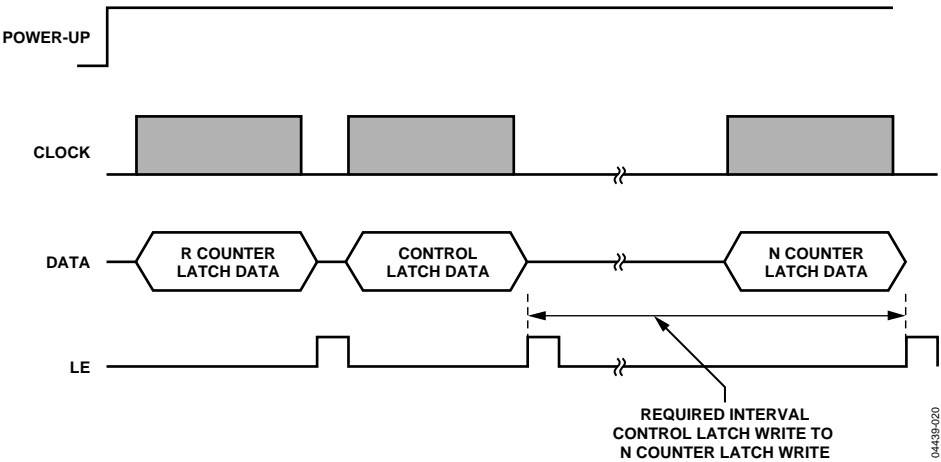 POWER-UP
CLOCK
DATA
R COUNTER
LATCH DATA
CONTROL
LATCH DATA
N COUNTER
LATCH DATA
LE
REQUIRED INTERVAL
CONTROL LATCH WRITE TO
N COUNTER LATCH WRITE
04439-020